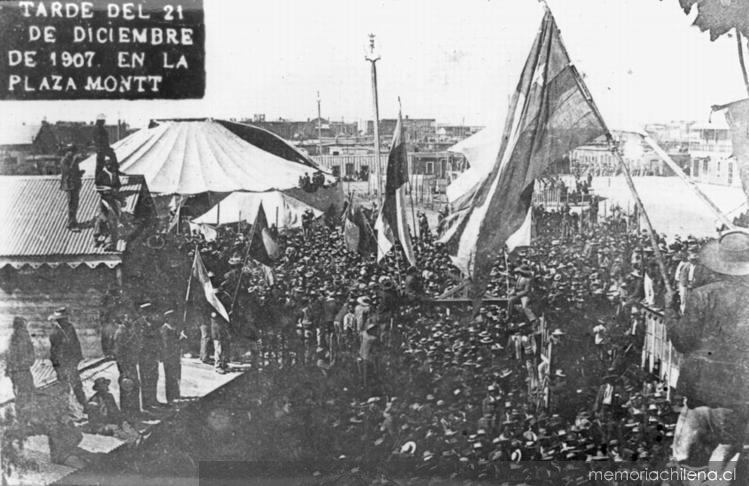 TARDE DEL 21
DE DICIEMBRE
DE 1907. EN LA
PLAZA MONTT
memoriachilena.cl